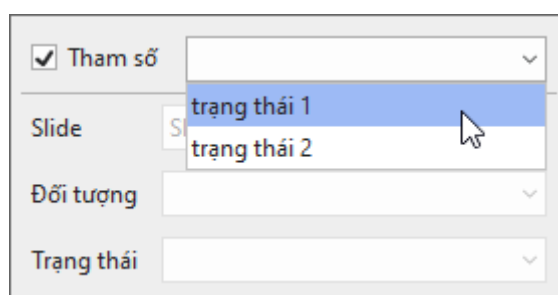 Tham số
trạng thái 1
Slide
trạng thái 2
Đối tượng
Trạng thái